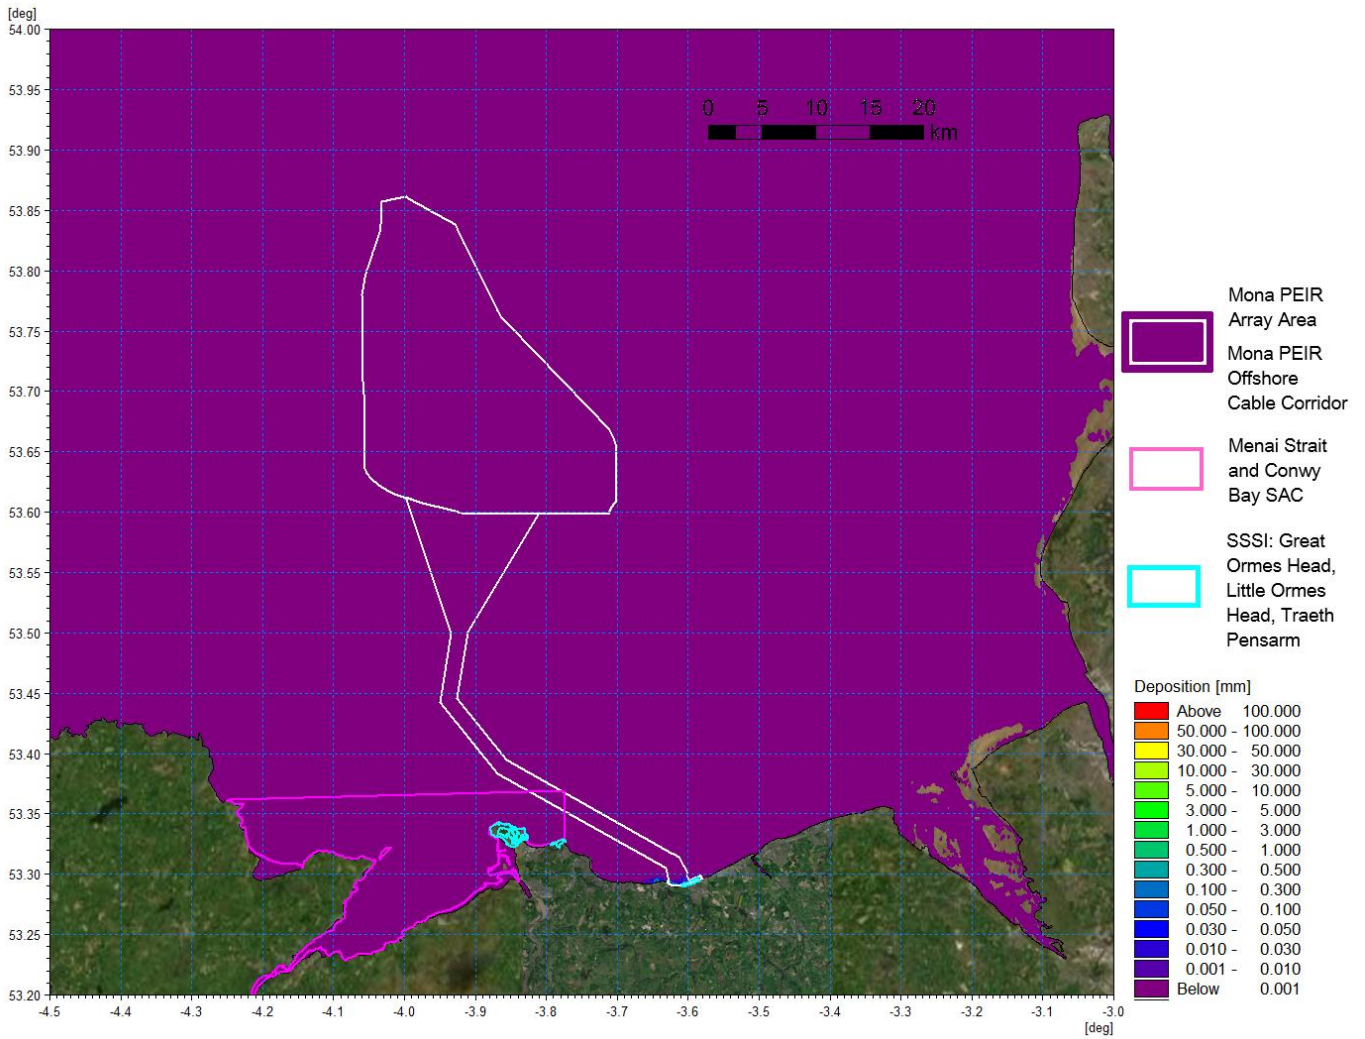 [deg]
54.00
53.95
53.90
53.85
53.80
53.75
53.70
53.65
53.60
53.55
53.50
53.45
53.40
53.35
53.30
53.25
53.20
0 5 10 15 20
km
-4.5 -4.4 -4.3 -4.2 -4.1 -4.0 -3.9 -3.8 -3.7 -3.6 -3.5 -3.4 -3.3 -3.2 -3.1 -3.0
[deg]
Mona PEIR
Array Area
Mona PEIR
Offshore
Cable Corridor
Menai Strait
and Conwy
Bay SAC
SSSI: Great
Ormes Head,
Little Ormes
Head, Traeth
Pensarm
Deposition [mm]
Above 100.000
50.000 - 100.000
30.000 - 50.000
10.000 - 30.000
5.000 - 10.000
3.000 - 5.000
1.000 - 3.000
0.500 - 1.000
0.300 - 0.500
0.100 - 0.300
0.050 - 0.100
0.030 - 0.050
0.010 - 0.030
0.001 - 0.010
Below 0.001